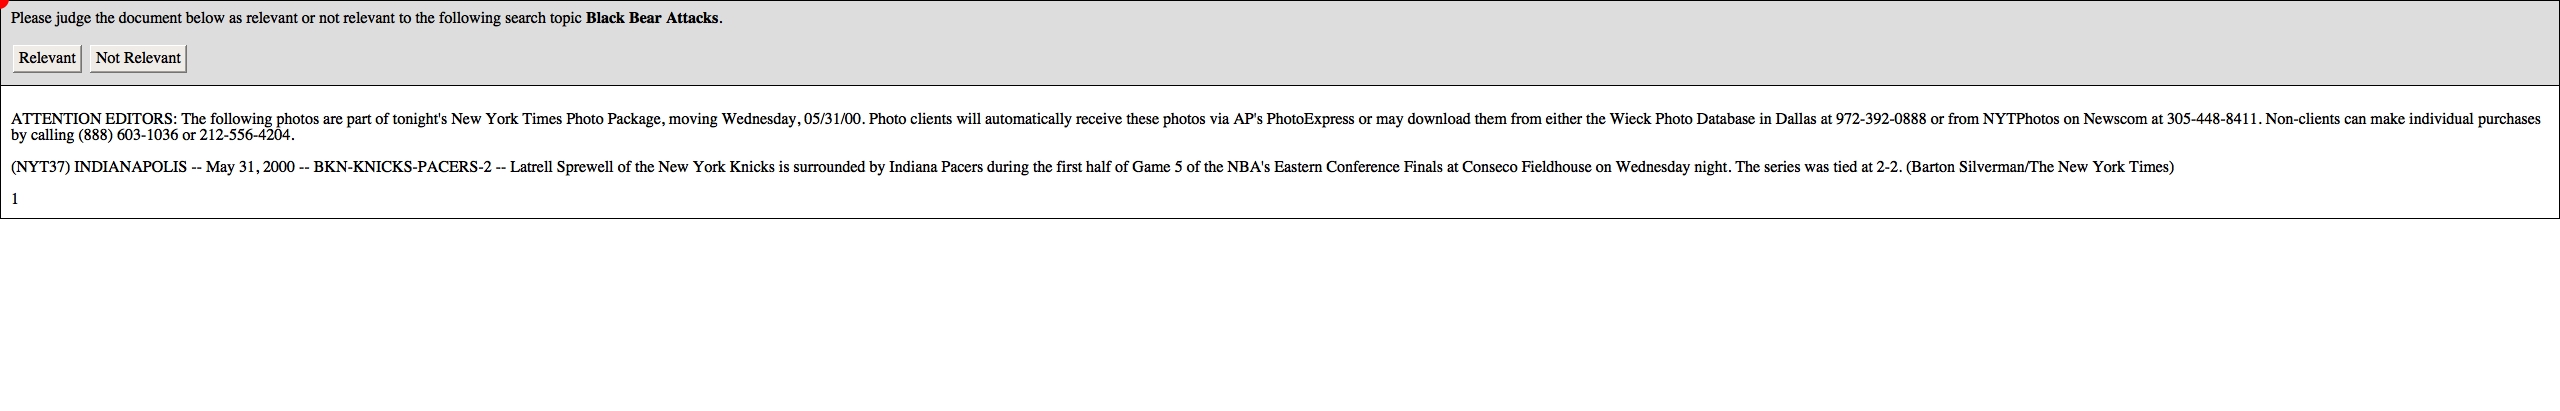 Please judge the document below as relevant or not relevant to the following search topic Black Bear Attacks.
Relevant Not Relevant
ATTENTION EDITORS: The following photos are part of tonight's New York Times Photo Package, moving Wednesday, 05/31/00. Photo clients will automatically receive these photos via AP's PhotoExpress or may download them from either the Wieck Photo Database in Dallas at 972-392-0888 or from NYTPhotos on Newscom at 305-448-8411. Non-clients can make individual purchases
by calling (888) 603-1036 or 212-556-4204.
(NYT37) INDIANAPOLIS -- May 31, 2000 -- BKN-KNICKS-PACERS-2 -- Latrell Sprewell of the New York Knicks is surrounded by Indiana Pacers during the first half of Game 5 of the NBA's Eastern Conference Finals at Conseco Fieldhouse on Wednesday night. The series was tied at 2-2. (Barton Silverman/The New York Times)
1